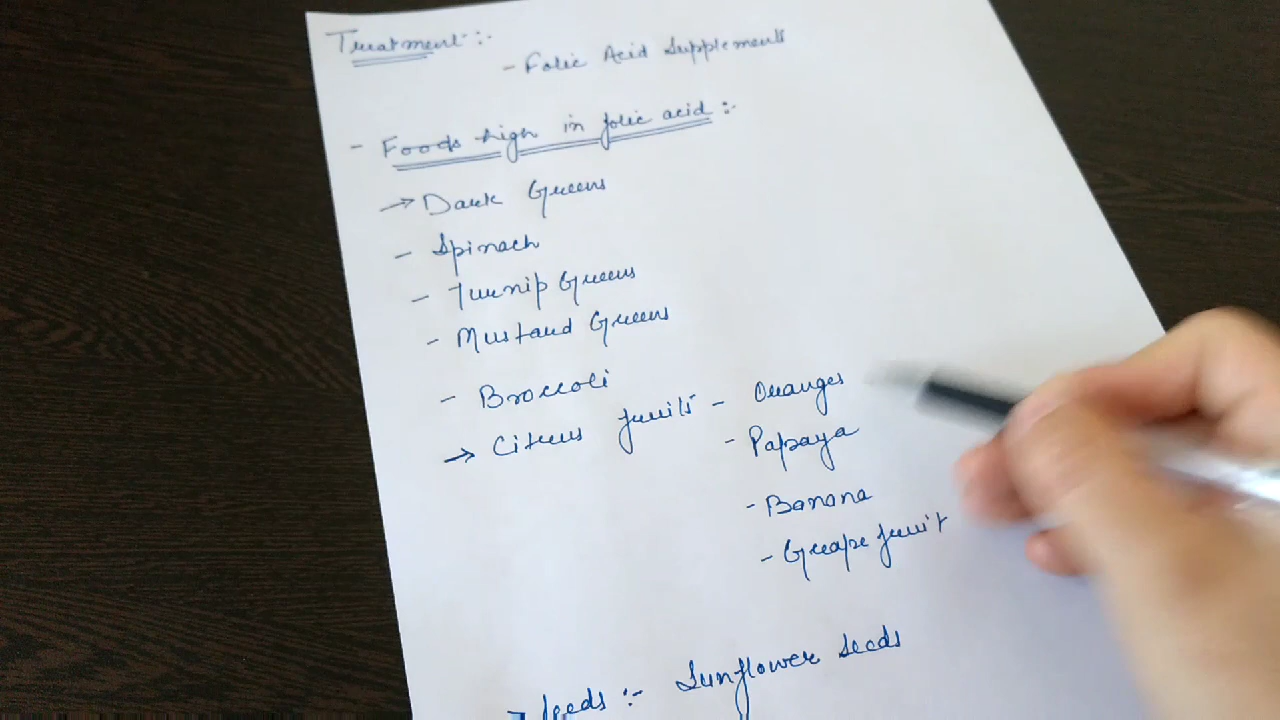 Treatment :-
- Folic Acid Supplements
- Foods high in folic acid :-
→ Dark Greens
- Spinach
- Turnip Greens
- Mustard Greens
- Broccoli
→ Citrus fruits - Oranges
- Papaya
- Banana
- Grape fruit
→ Seeds :- Sunflower Seeds